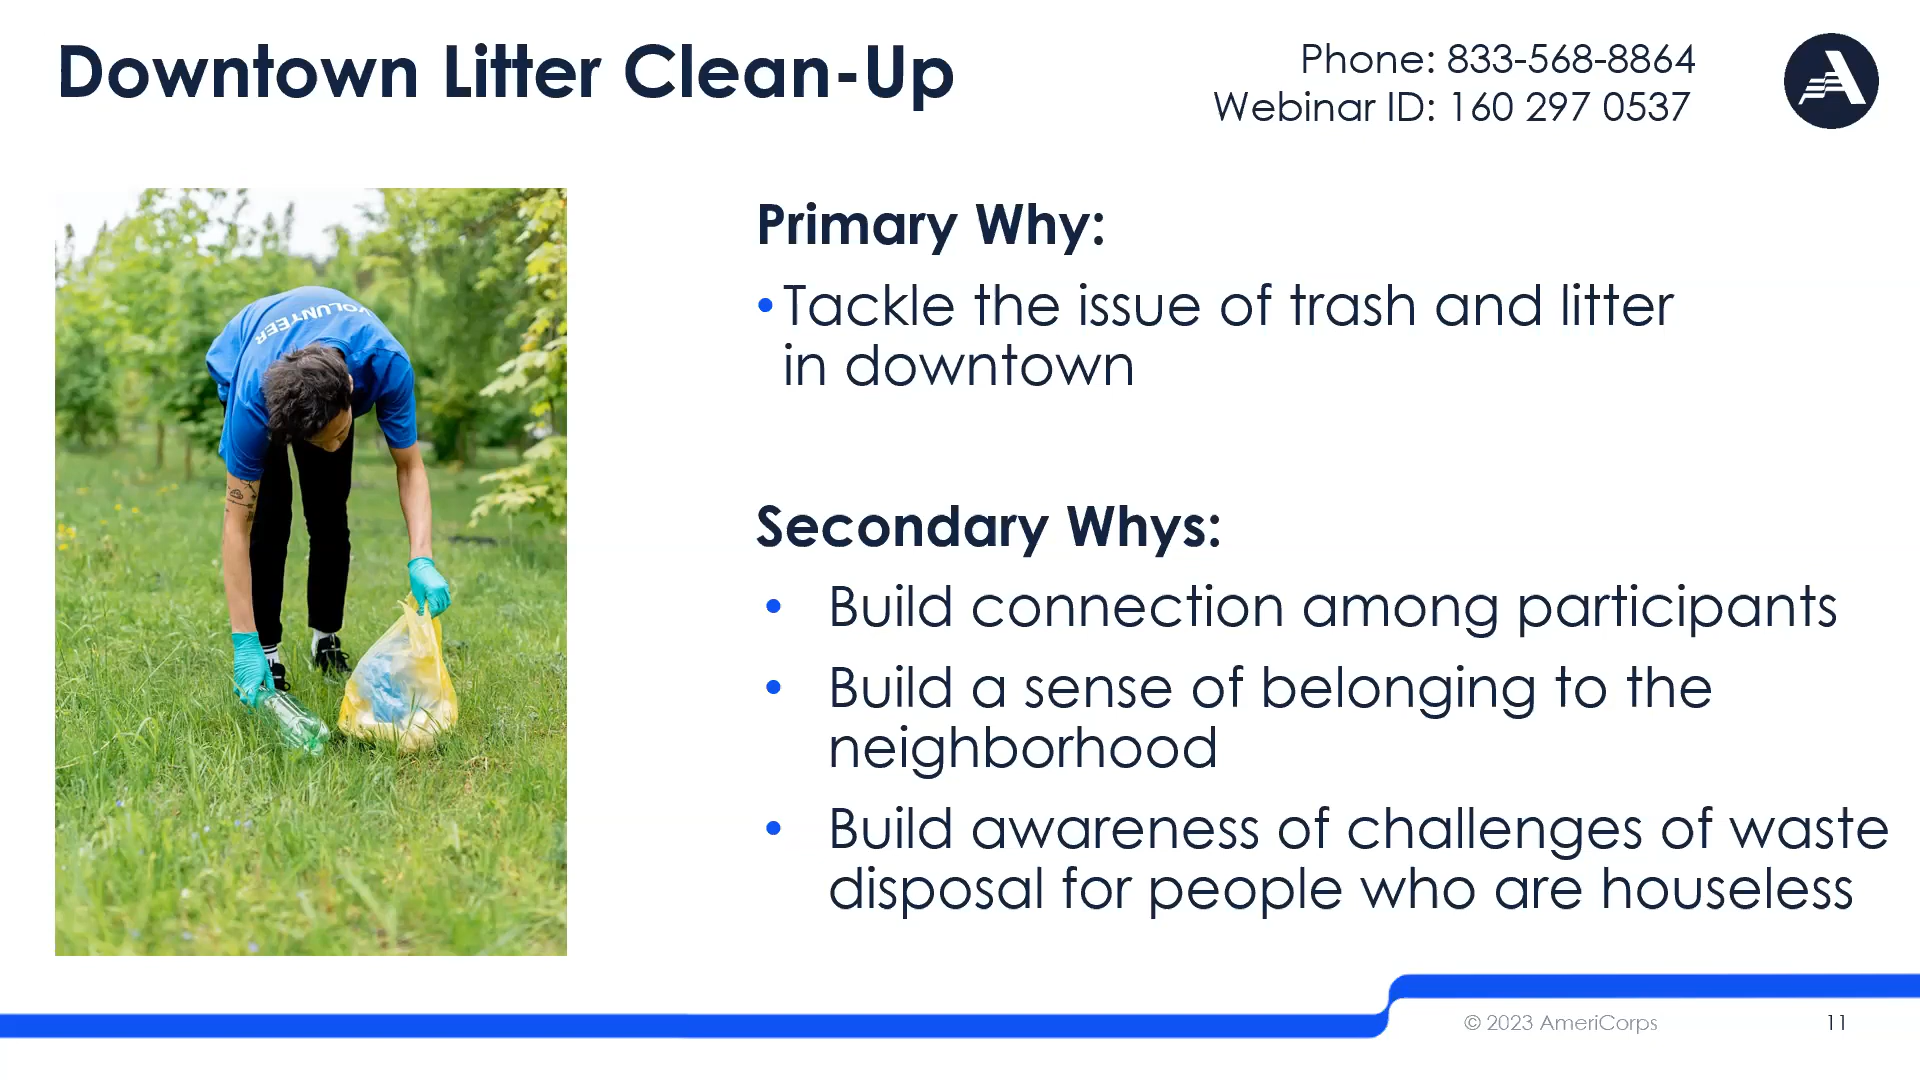 Downtown Litter Clean-Up
Phone: 833-568-8864
Webinar ID: 160 297 0537
VOLUNTEER
Primary Why:
• Tackle the issue of trash and litter
in downtown
Secondary Whys:
• Build connection among participants
• Build a sense of belonging to the
neighborhood
• Build awareness of challenges of waste
disposal for people who are houseless
© 2023 AmeriCorps
11